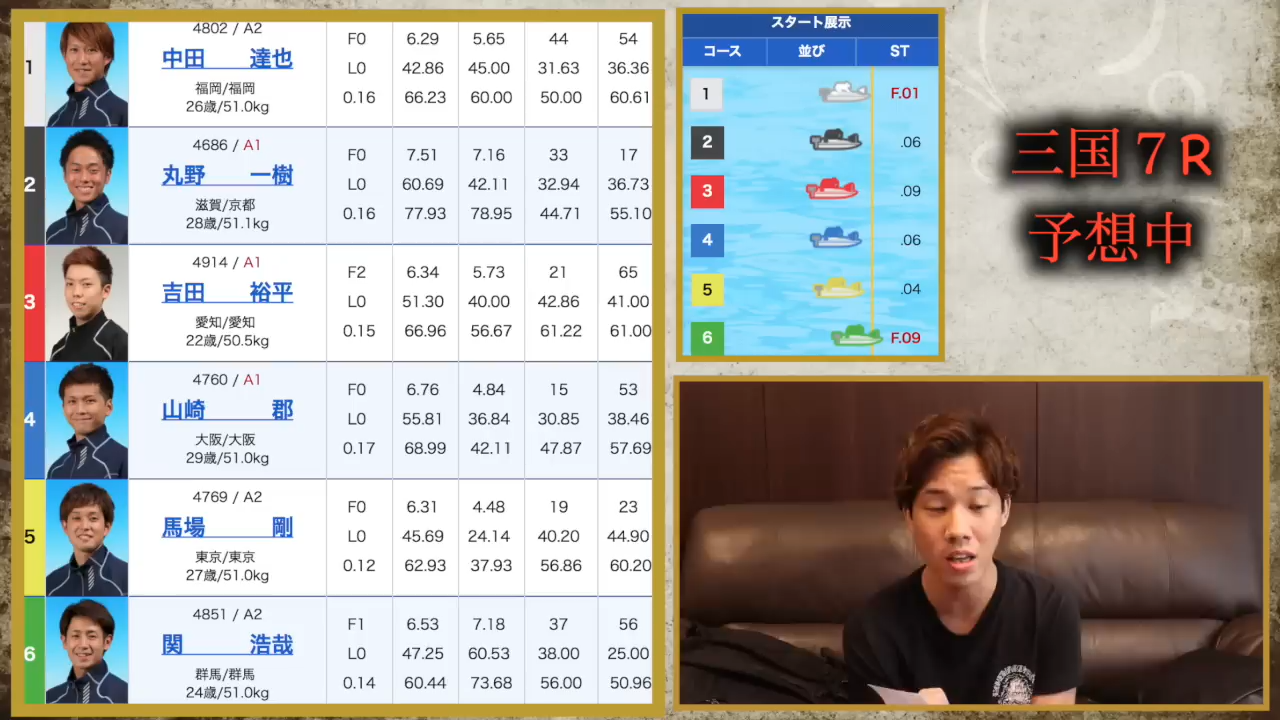 1
4802 / A2
中田 達也
福岡/福岡
26歳/51.0kg
F0 6.29 5.65 44 54
L0 42.86 45.00 31.63 36.36
0.16 66.23 60.00 50.00 60.61
2
4686 / A1
丸野 一樹
滋賀/京都
28歳/51.1kg
F0 7.51 7.16 33 17
L0 60.69 42.11 32.94 36.73
0.16 77.93 78.95 44.71 55.10
3
4914 / A1
吉田 裕平
愛知/愛知
22歳/50.5kg
F2 6.34 5.73 21 65
L0 51.30 40.00 42.86 41.00
0.15 66.96 56.67 61.22 61.00
4
4760 / A1
山崎 郡
大阪/大阪
29歳/51.0kg
F0 6.76 4.84 15 53
L0 55.81 36.84 30.85 38.46
0.17 68.99 42.11 47.87 57.69
5
4769 / A2
馬場 剛
東京/東京
27歳/51.0kg
F0 6.31 4.48 19 23
L0 45.69 24.14 40.20 44.90
0.12 62.93 37.93 56.86 60.20
6
4851 / A2
関 浩哉
群馬/群馬
24歳/51.0kg
F1 6.53 7.18 37 56
L0 47.25 60.53 38.00 25.00
0.14 60.44 73.68 56.00 50.96
スタート展示
コース 並び ST
1 F.01
2 .06
3 .09
4 .06
5 .04
6 F.09
三国７R
予想中